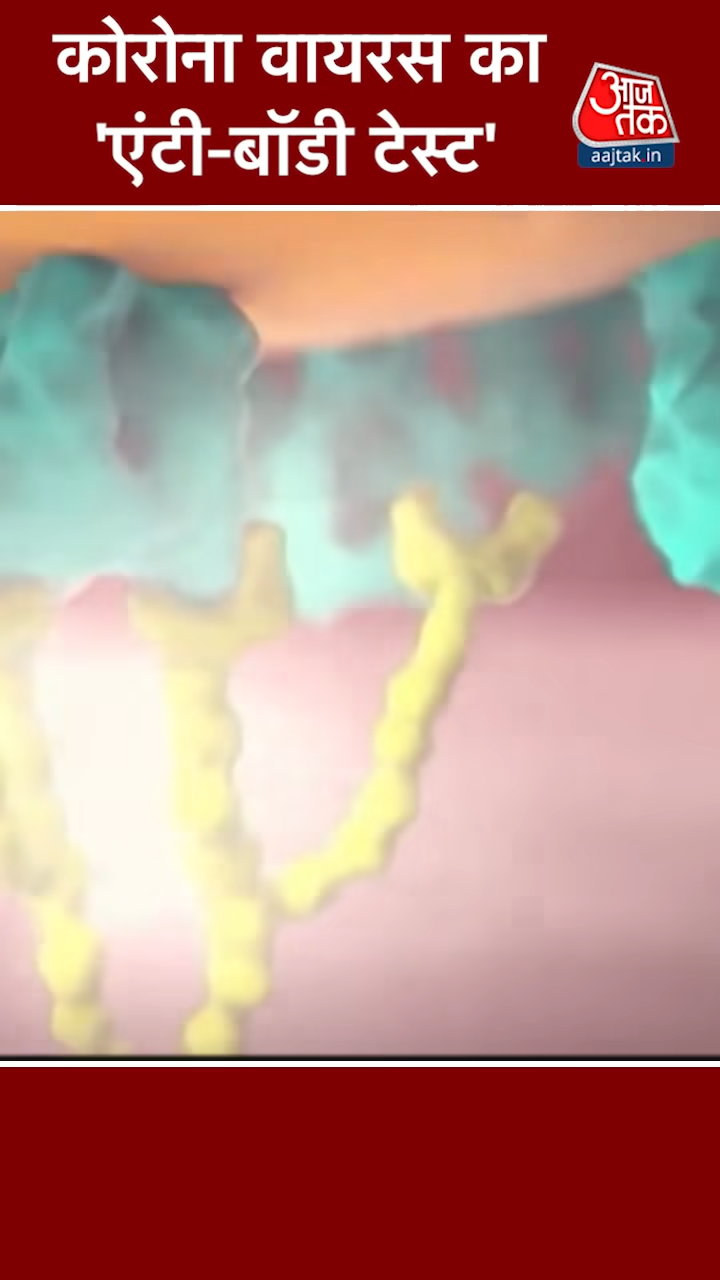 कोरोना वायरस का
'एंटी-बॉडी टेस्ट'
आज
तक
aajtak.in